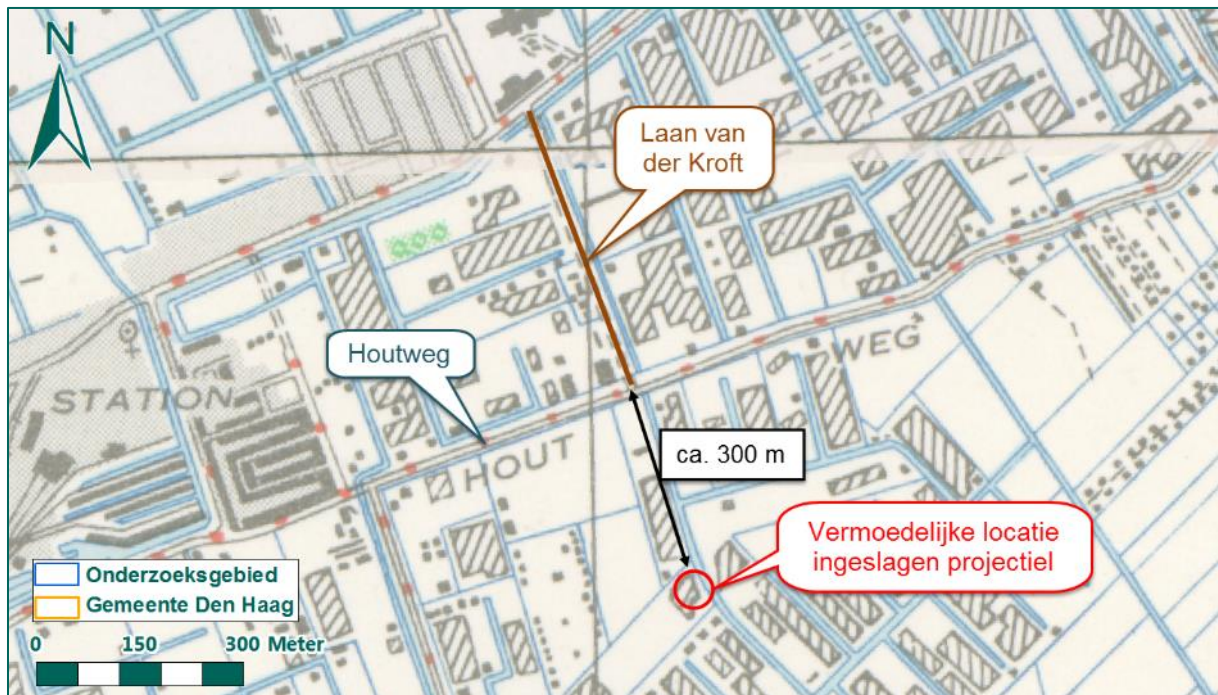 N
Laan van
der Kroft
Houtweg
STATION
HOUT
WEG
ca. 300 m
Vermoedelijke locatie
ingeslagen projectiel
Onderzoeksgebied
Gemeente Den Haag
0 150 300 Meter